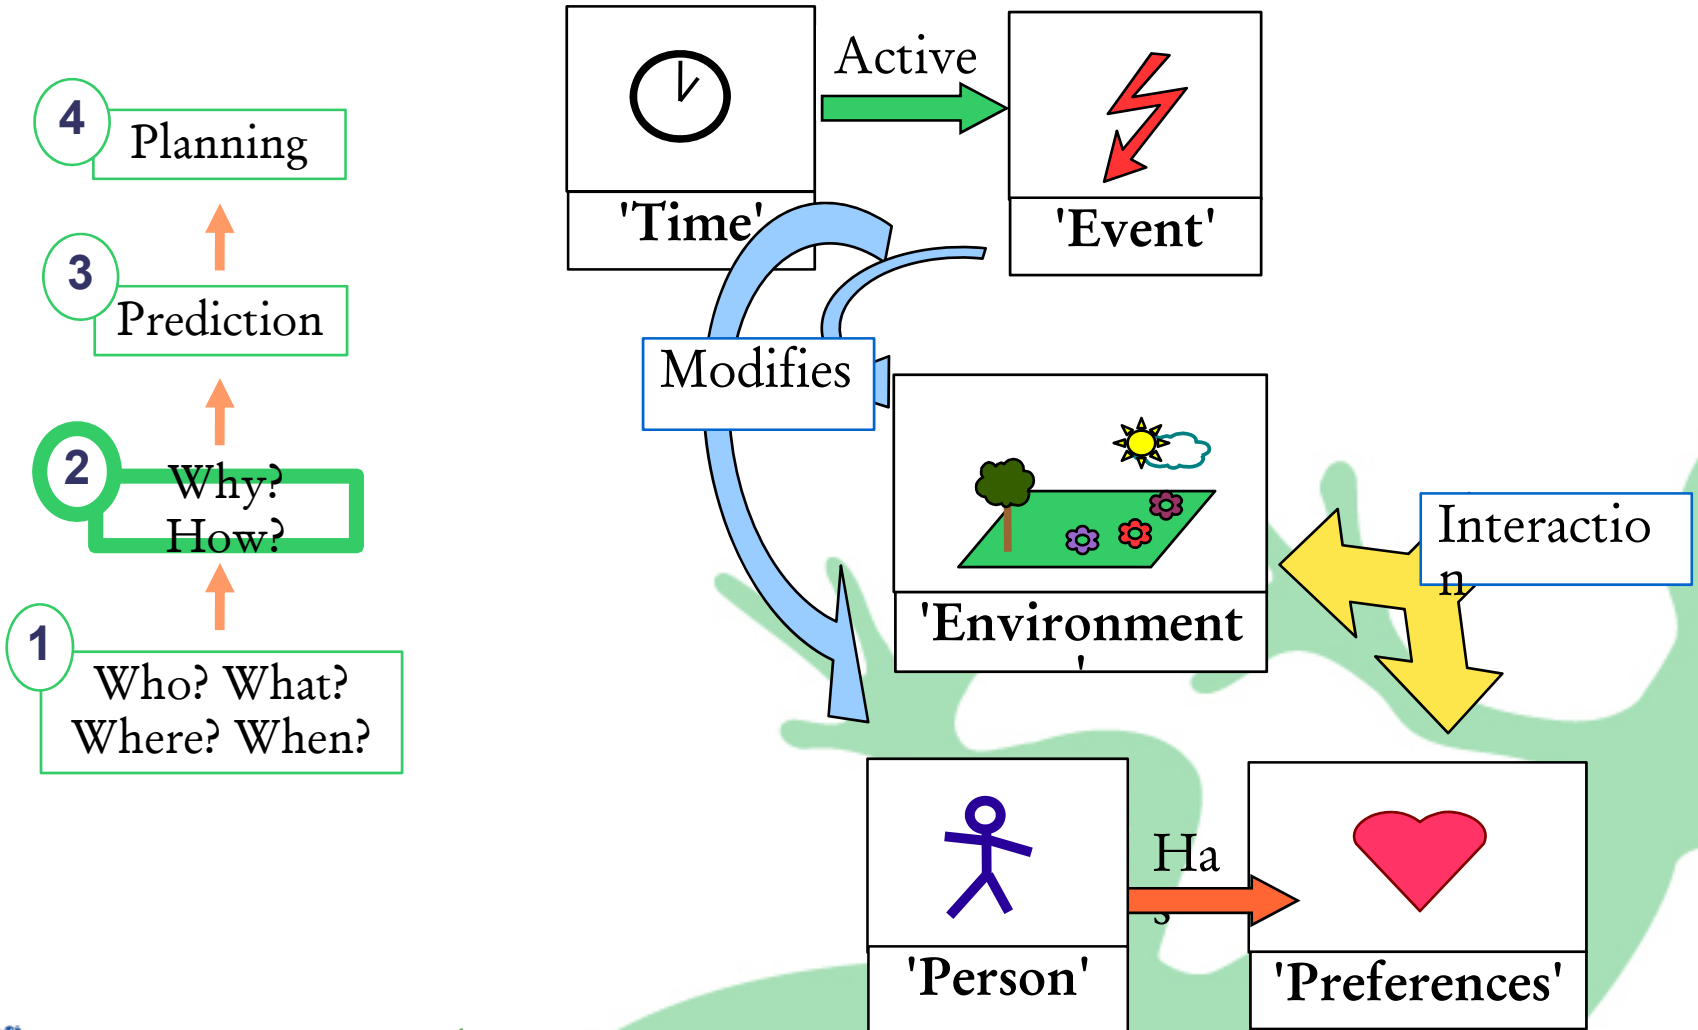 4
Planning
3
Prediction
2
Why?
How?
1
Who? What?
Where? When?
Active
'Time'
'Event'
Modifies
'Environment
'
Interactio
n
Ha
s
'Person'
'Preferences'